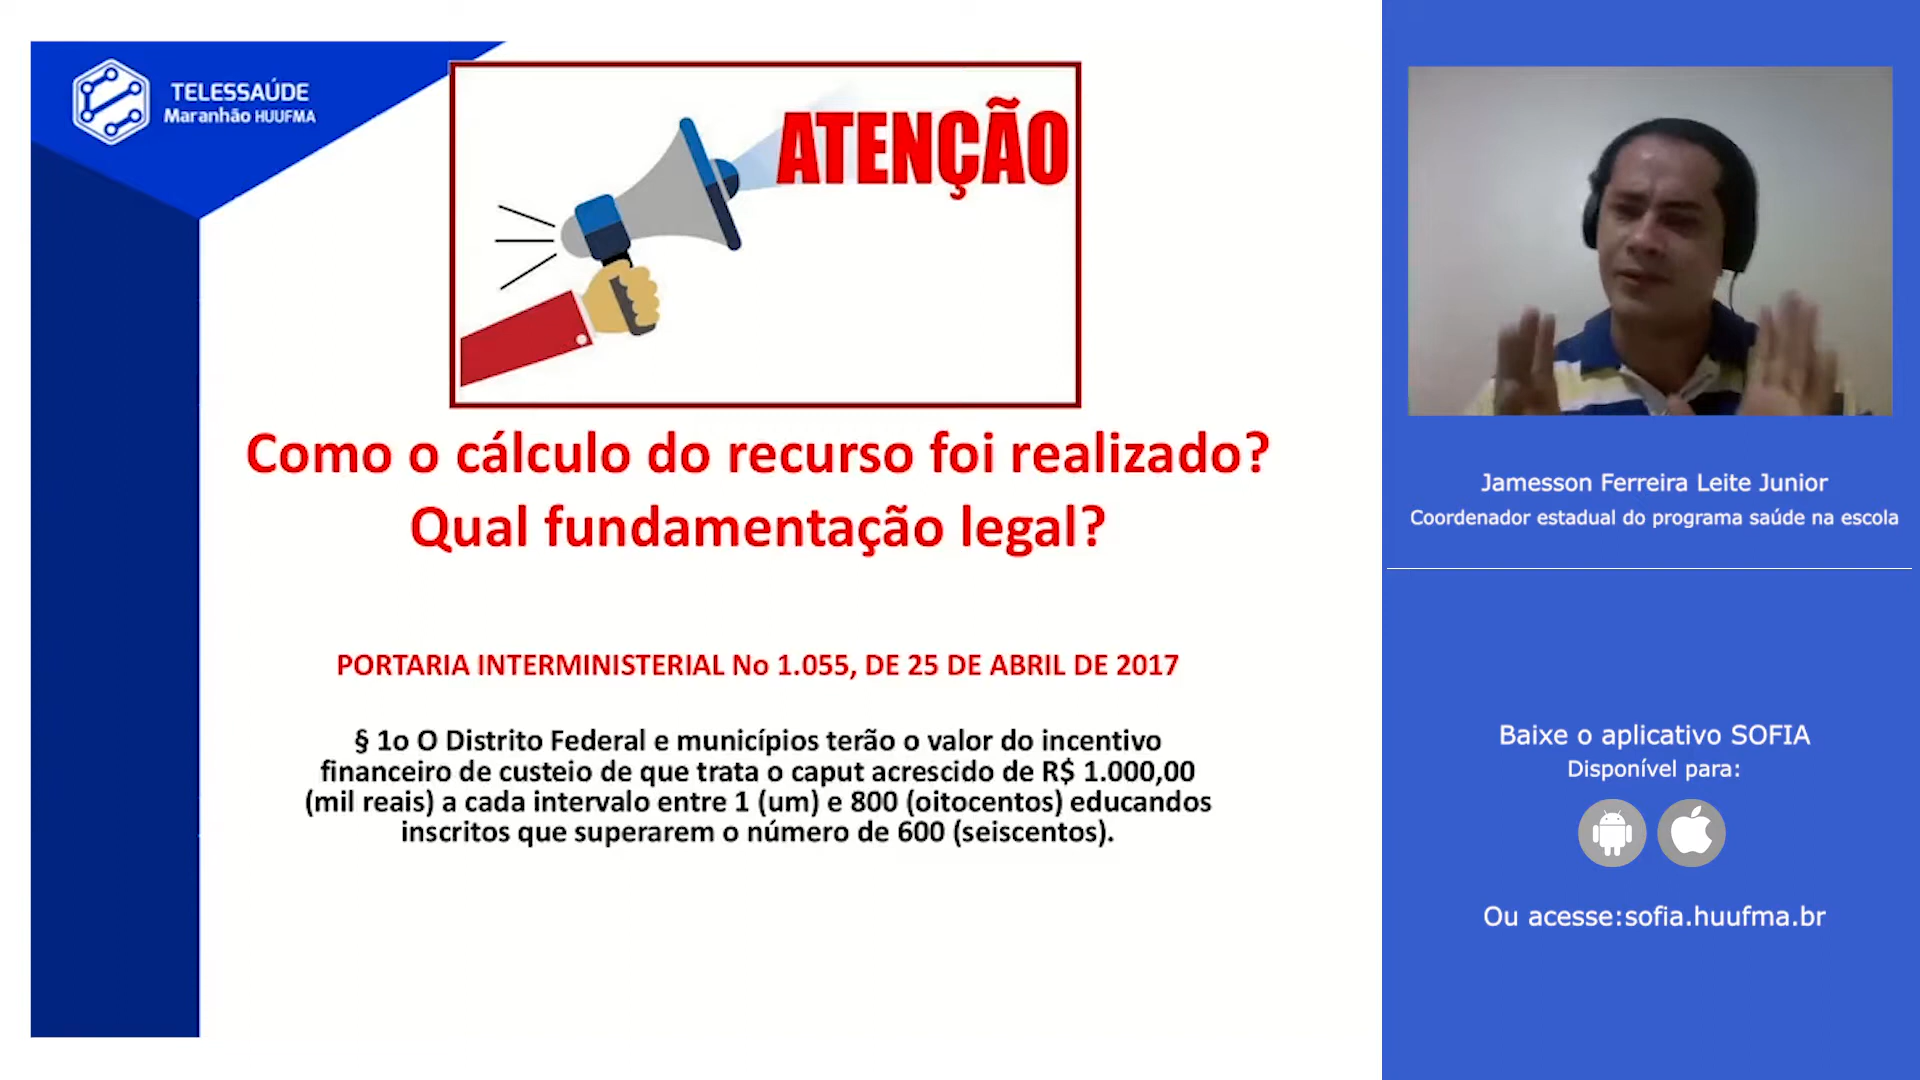 TELESSAÚDE
Maranhão HUUFMA
ATENÇÃO
Como o cálculo do recurso foi realizado?
Qual fundamentação legal?
PORTARIA INTERMINISTERIAL No 1.055, DE 25 DE ABRIL DE 2017
§ 1o O Distrito Federal e municípios terão o valor do incentivo
financeiro de custeio de que trata o caput acrescido de R$ 1.000,00
(mil reais) a cada intervalo entre 1 (um) e 800 (oitocentos) educandos
inscritos que superarem o número de 600 (seiscentos).
Jamesson Ferreira Leite Junior
Coordenador estadual do programa saúde na escola
Baixe o aplicativo SOFIA
Disponível para:
Ou acesse:sofia.huufma.br